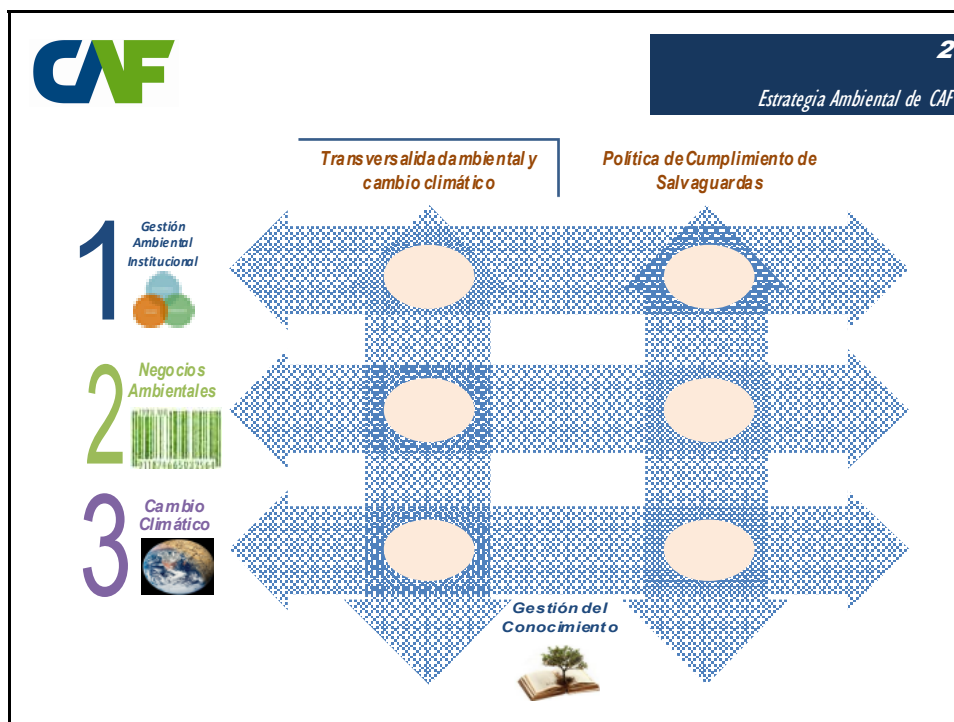 CAF
2
Estrategia Ambiental de CAF
Transversalidad ambiental y
cambio climático
Política de Cumplimiento de
Salvaguardas
1
Gestión
Ambiental
Institucional
2
Negocios
Ambientales
3
Cambio
Climático
Gestión del
Conocimiento